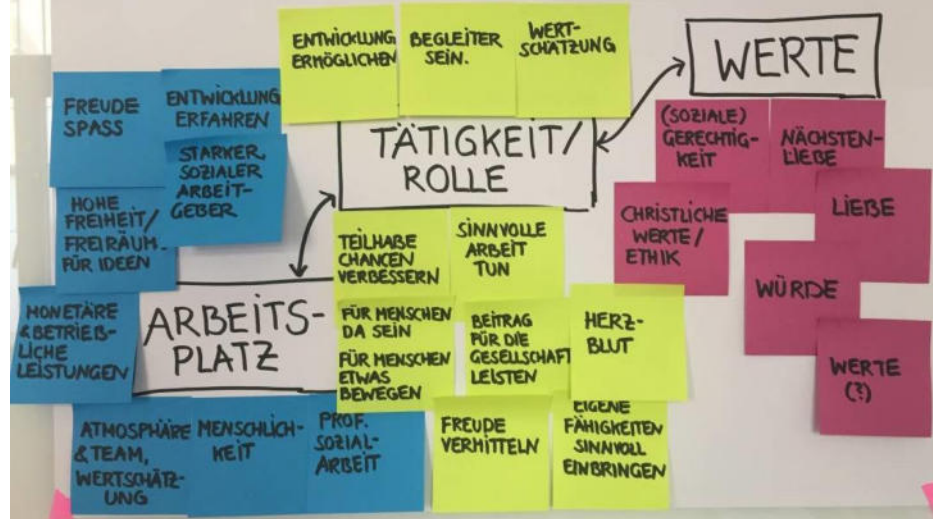 ENTWICKLUNG
ERMÖGLICHEN
BEGLEITER
SEIN.
WERT-
SCHÄTZUNG
WERTE
FREUDE
SPASS
ENTWICKLUNG
ERFAHREN
STARKER,
SOZIALER
ARBEIT-
GEBER
HOHE
FREIHEIT/
FREIRÄUM.
FÜR IDEEN
MONETÄRE
& BETRIEB-
LICHE
LEISTUNGEN
TÄTIGKEIT/
ROLLE
(SOZIALE)
GERECHTIG-
KEIT
NÄCHSTEN-
LIEBE
CHRISTLICHE
WERTE/
ETHIK
LIEBE
WÜRDE
WERTE
(?)
TEILHABE
CHANCEN
VERBESSERN
SINNVOLLE
ARBEIT
TUN
ARBEITS-
PLATZ
FÜR MENSCHEN
DA SEIN
FÜR MENSCHEN
ETWAS
BEWEGEN
BEITRAG
FÜR DIE
GESELLSCHAFT
LEISTEN
HERZ-
BLUT
ATMOSPHÄRE
& TEAM,
WERTSCHÄTZ-
UNG
MENSCHLICH-
KEIT
PROF.
SOZIAL-
ARBEIT
FREUDE
VERMITTELN
EIGENE
FÄHIGKEITEN
SINNVOLL
EINBRINGEN